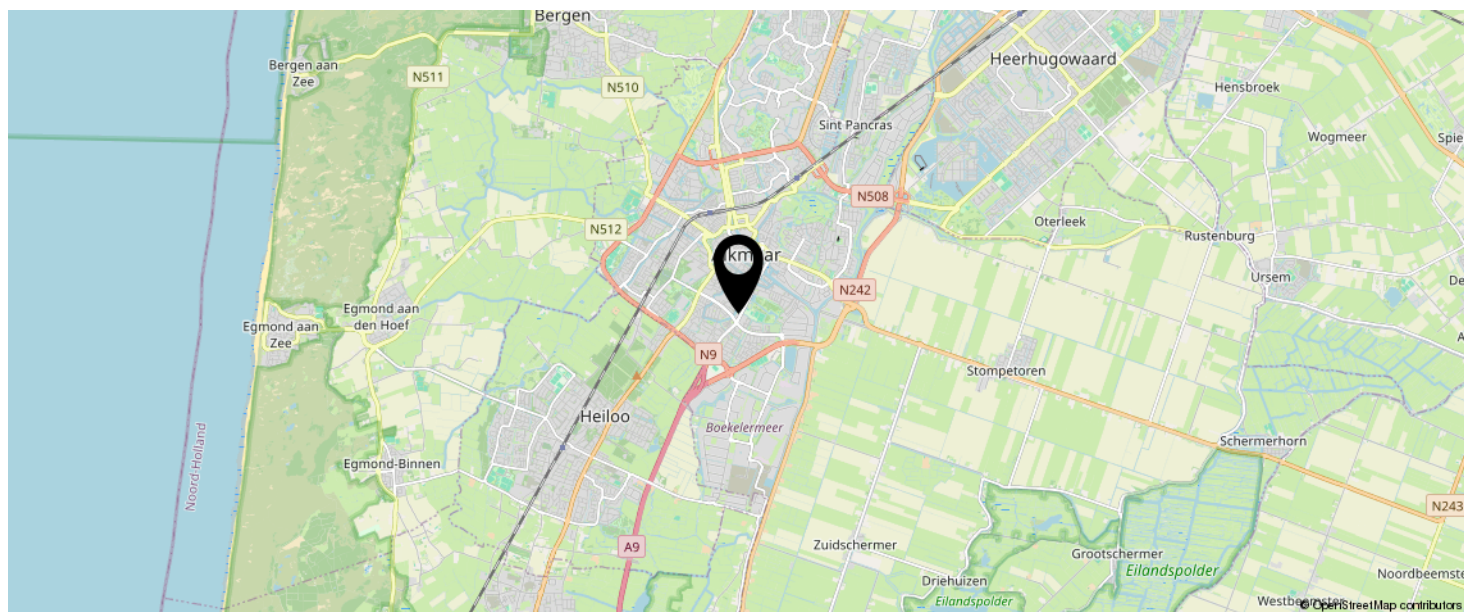 Bergen
Bergen aan
Zee
N511
N510
Heerhugowaard
Hensbroek
Sint Pancras
Wogmeer
Spie
N508
N512
Oterleek
Rustenburg
Ursem
De
N242
Egmond aan
den Hoef
Egmond aan
Zee
A
N9
Stompetoren
Heiloo
Boekelermeer
Schermerhorn
Noord-Holland
Egmond-Binnen
N243
A9
Zuidschermer
Grootschermer
Eilandspolder
Driehuizen
Eilandspolder
Noordbeemster
Westbeemster
© OpenStreetMap contributors